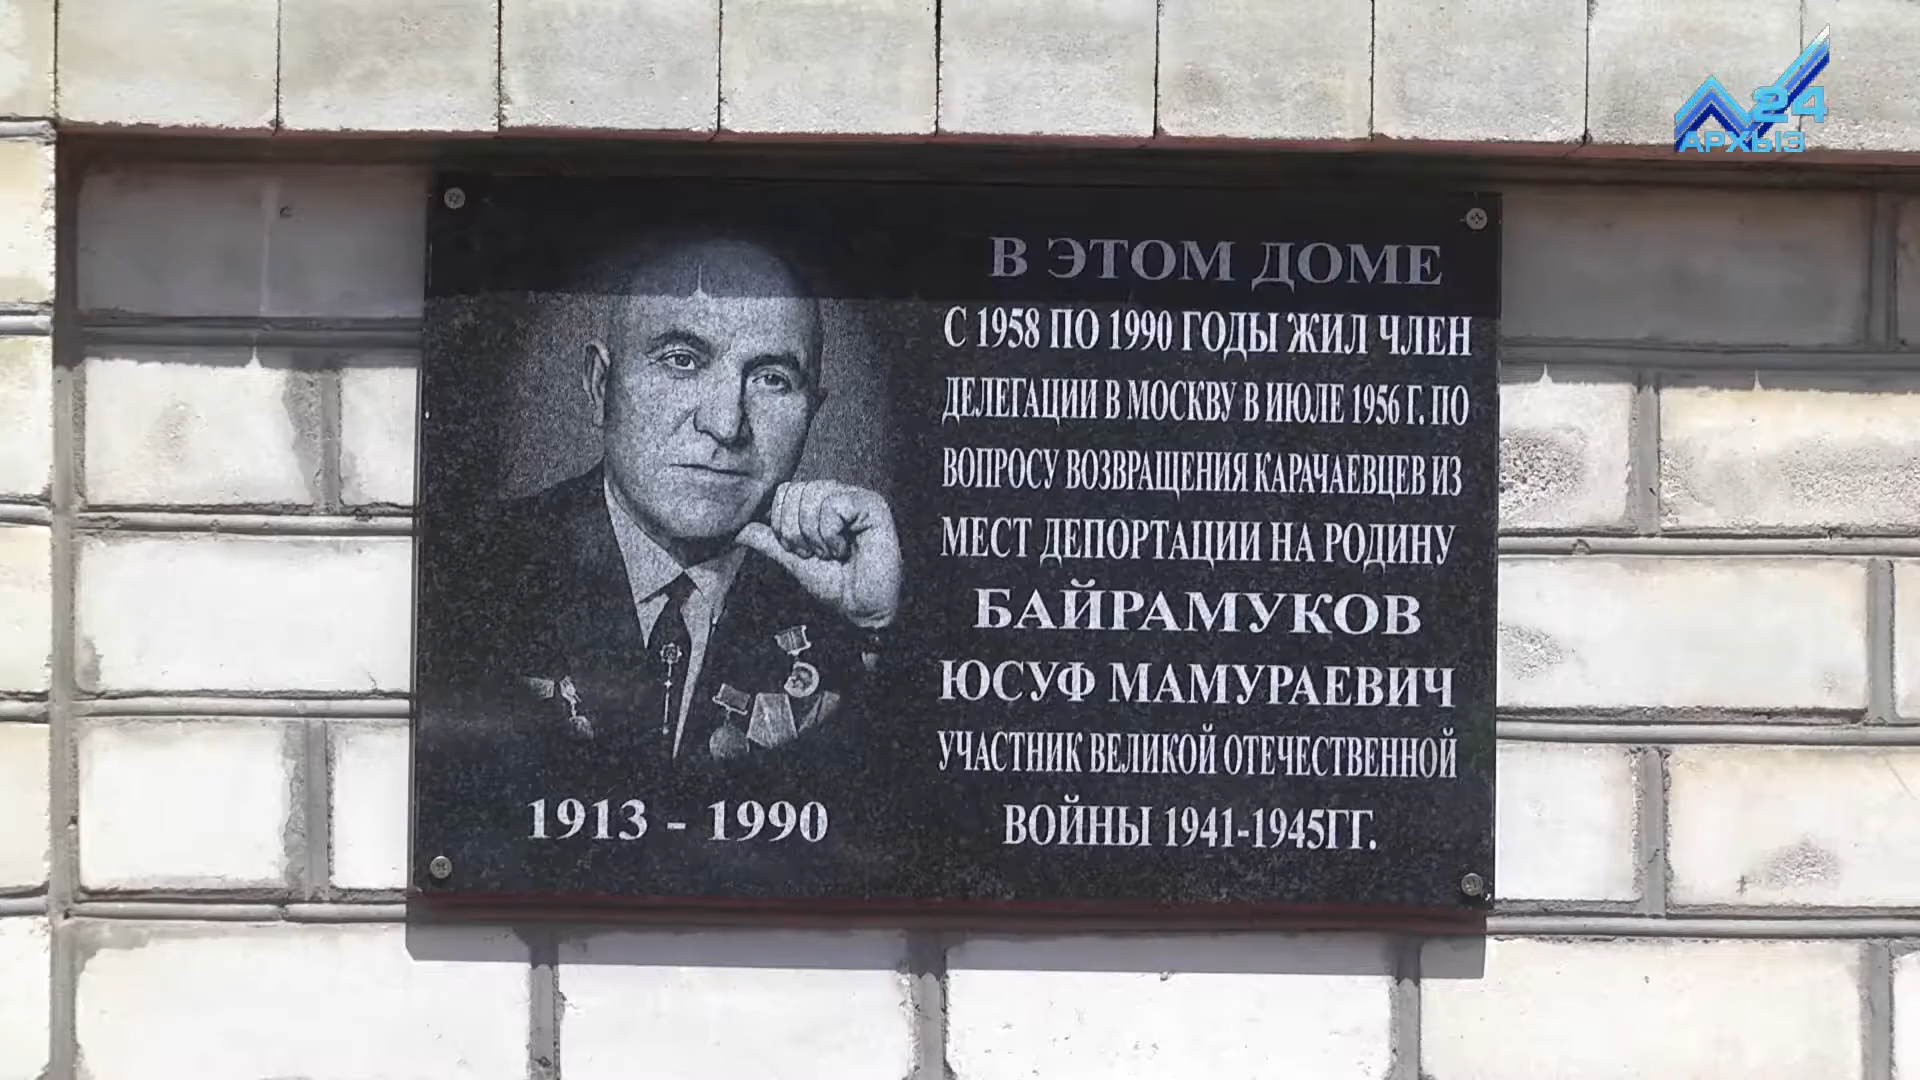 24
АРХЫЗ
В ЭТОМ ДОМЕ
С 1958 ПО 1990 ГОДЫ ЖИЛ ЧЛЕН
ДЕЛЕГАЦИИ В МОСКВУ В ИЮЛЕ 1956 Г. ПО
ВОПРОСУ ВОЗВРАЩЕНИЯ КАРАЧАЕВЦЕВ ИЗ
МЕСТ ДЕПОРТАЦИИ НА РОДИНУ
БАЙРАМУКОВ
ЮСУФ МАМУРАЕВИЧ
УЧАСТНИК ВЕЛИКОЙ ОТЕЧЕСТВЕННОЙ
ВОЙНЫ 1941-1945ГГ.
1913 - 1990